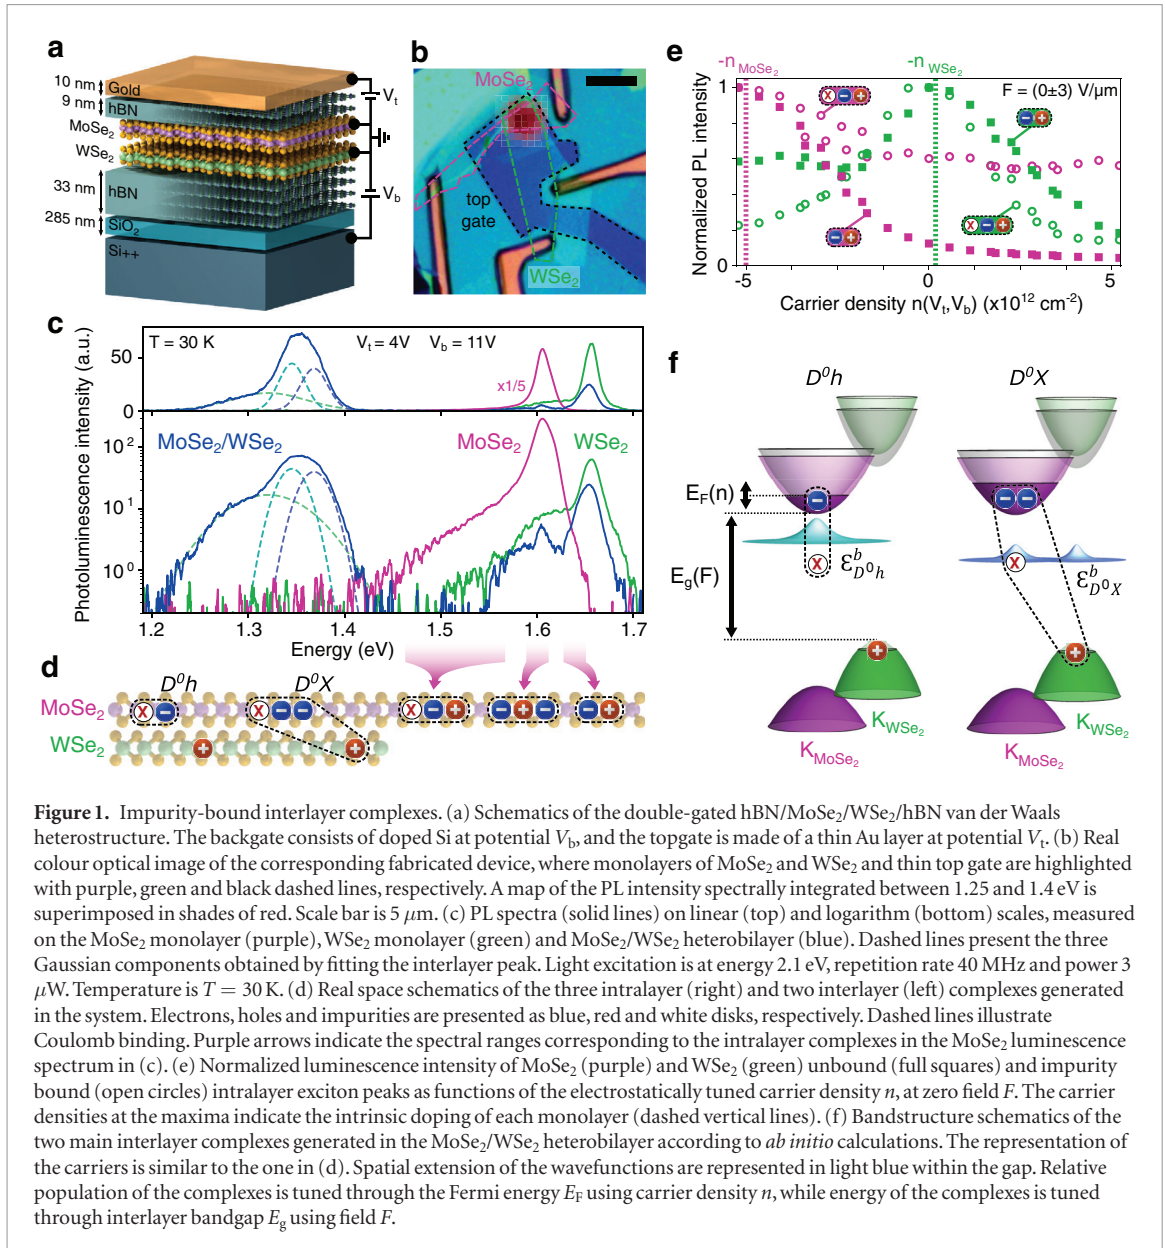 a
10 nm
Gold
9 nm
hBN
MoSe2
WSe2
33 nm
hBN
285 nm
SiO2
Si++
Vt
Vb
b
MoSe2
top
gate
WSe2
e
-nMoSe2
-nWSe2
F = (0±3) V/µm
1
0
Normalized PL intensity
-5
0
5
Carrier density n(Vt,Vb) (x10^12 cm-2)
c
T = 30 K
Vt = 4V
Vb = 11V
x1/5
50
0
MoSe2/WSe2
MoSe2
WSe2
10^2
10^1
10^0
Photoluminescence intensity (a.u.)
1.2
1.3
1.4
1.5
1.6
1.7
Energy (eV)
d
D0h
D0X
MoSe2
WSe2
f
D0h
D0X
EF(n)
Eg(F)
ε^b_D0h
ε^b_D0X
KWSe2
KMoSe2
KWSe2
KMoSe2
Figure 1. Impurity-bound interlayer complexes. (a) Schematics of the double-gated hBN/MoSe2/WSe2/hBN van der Waals
heterostructure. The backgate consists of doped Si at potential Vb, and the topgate is made of a thin Au layer at potential Vt. (b) Real
colour optical image of the corresponding fabricated device, where monolayers of MoSe2 and WSe2 and thin top gate are highlighted
with purple, green and black dashed lines, respectively. A map of the PL intensity spectrally integrated between 1.25 and 1.4 eV is
superimposed in shades of red. Scale bar is 5 µm. (c) PL spectra (solid lines) on linear (top) and logarithm (bottom) scales, measured
on the MoSe2 monolayer (purple), WSe2 monolayer (green) and MoSe2/WSe2 heterobilayer (blue). Dashed lines present the three
Gaussian components obtained by fitting the interlayer peak. Light excitation is at energy 2.1 eV, repetition rate 40 MHz and power 3
µW. Temperature is T = 30 K. (d) Real space schematics of the three intralayer (right) and two interlayer (left) complexes generated
in the system. Electrons, holes and impurities are presented as blue, red and white disks, respectively. Dashed lines illustrate
Coulomb binding. Purple arrows indicate the spectral ranges corresponding to the intralayer complexes in the MoSe2 luminescence
spectrum in (c). (e) Normalized luminescence intensity of MoSe2 (purple) and WSe2 (green) unbound (full squares) and impurity
bound (open circles) intralayer exciton peaks as functions of the electrostatically tuned carrier density n, at zero field F. The carrier
densities at the maxima indicate the intrinsic doping of each monolayer (dashed vertical lines). (f) Bandstructure schematics of the
two main interlayer complexes generated in the MoSe2/WSe2 heterobilayer according to ab initio calculations. The representation of
the carriers is similar to the one in (d). Spatial extension of the wavefunctions are represented in light blue within the gap. Relative
population of the complexes is tuned through the Fermi energy EF using carrier density n, while energy of the complexes is tuned
through interlayer bandgap Eg using field F.